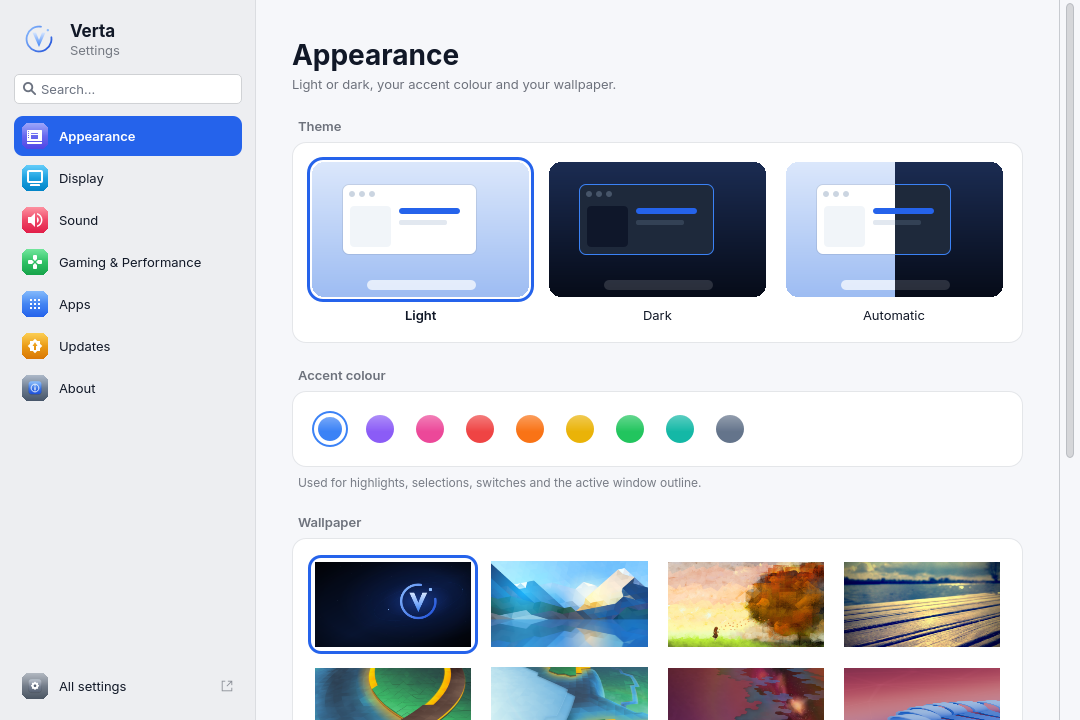 Verta
Settings
Search...
Appearance
Display
Sound
Gaming & Performance
Apps
Updates
About
All settings
Appearance
Light or dark, your accent colour and your wallpaper.
Theme
Light
Dark
Automatic
Accent colour
Used for highlights, selections, switches and the active window outline.
Wallpaper